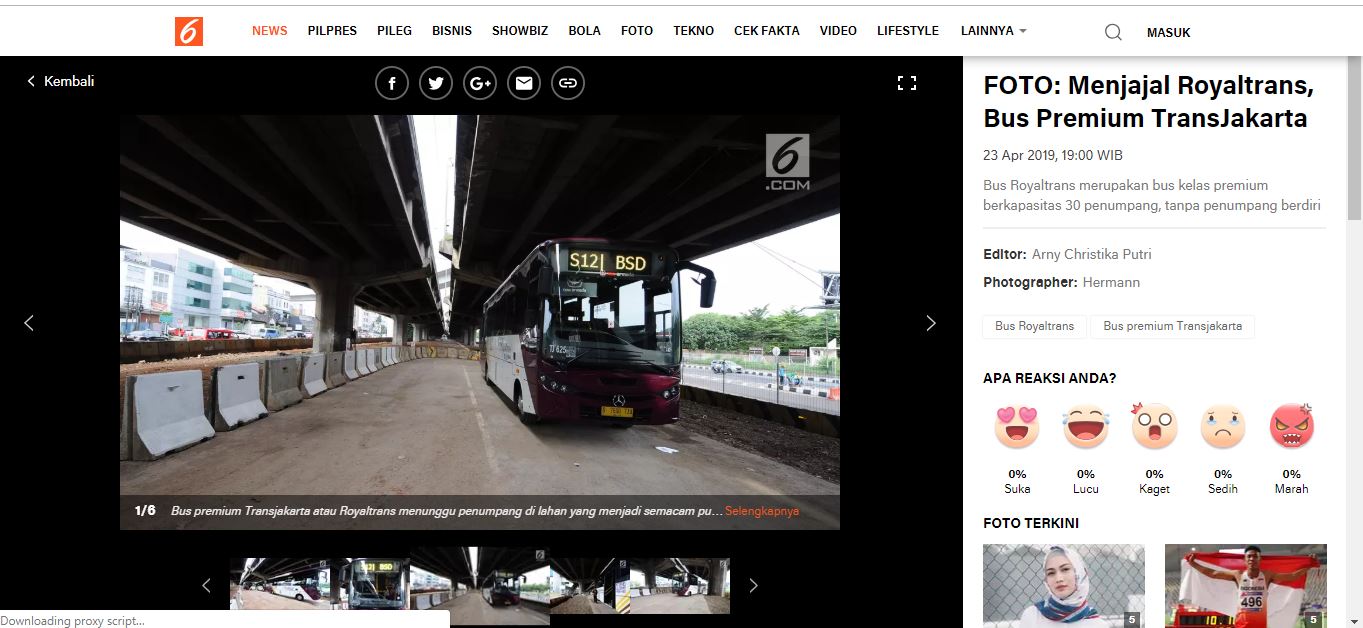 6
NEWS
PILPRES
PILEG
BISNIS
SHOWBIZ
BOLA
FOTO
TEKNO
CEK FAKTA
VIDEO
LIFESTYLE
LAINNYA
MASUK
Kembali
6
.COM
S12| BSD
1/6
Bus premium Transjakarta atau Royaltrans menunggu penumpang di lahan yang menjadi semacam pu...Selengkapnya
Downloading proxy script...
FOTO: Menjajal Royaltrans,
Bus Premium TransJakarta
23 Apr 2019, 19:00 WIB
Bus Royaltrans merupakan bus kelas premium
berkapasitas 30 penumpang, tanpa penumpang berdiri
Editor: Arny Christika Putri
Photographer: Hermann
Bus Royaltrans
Bus premium Transjakarta
APA REAKSI ANDA?
0%
Suka
0%
Lucu
0%
Kaget
0%
Sedih
0%
Marah
FOTO TERKINI
5
INDONESIA
496
10.1
5